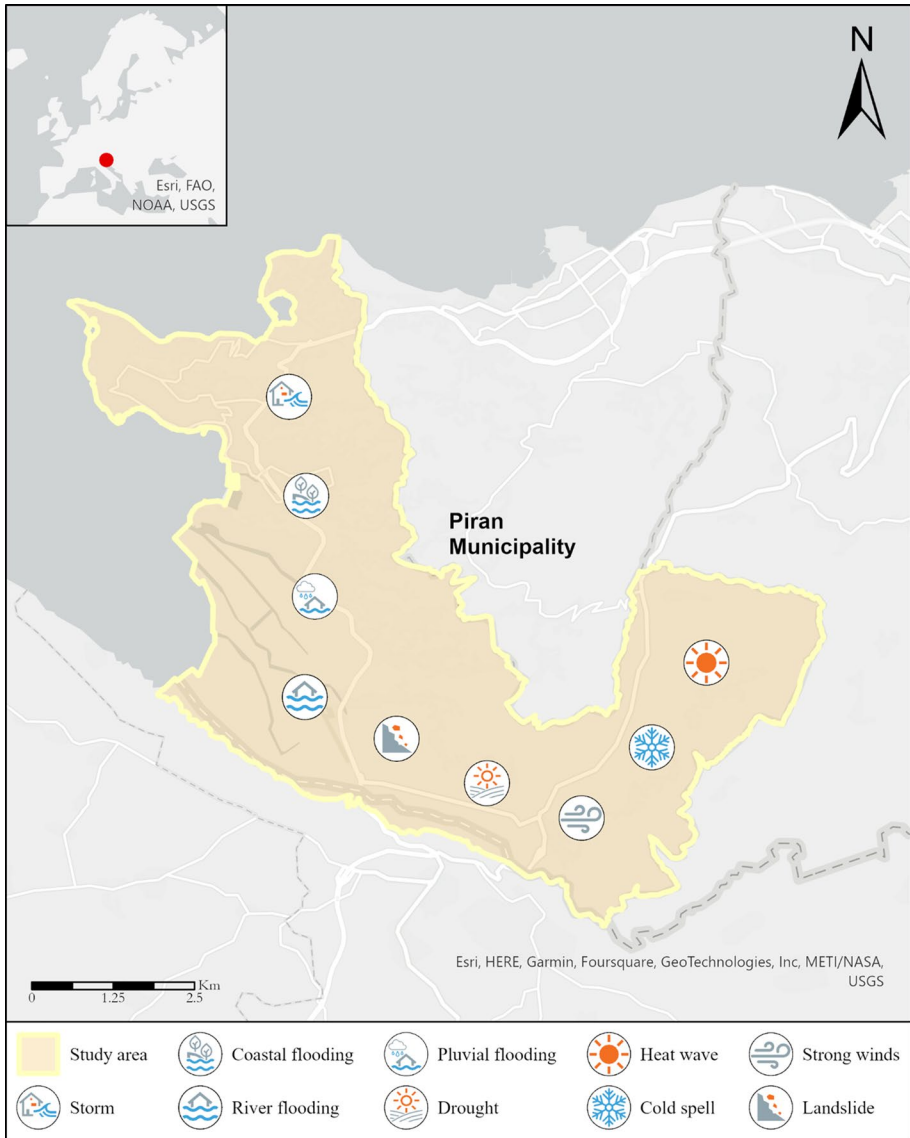 Esri, FAO,
NOAA, USGS
N
Piran
Municipality
Esri, HERE, Garmin, Foursquare, GeoTechnologies, Inc, METI/NASA,
USGS
Km
0 1.25 2.5
Study area Coastal flooding Pluvial flooding Heat wave Strong winds
Storm River flooding Drought Cold spell Landslide